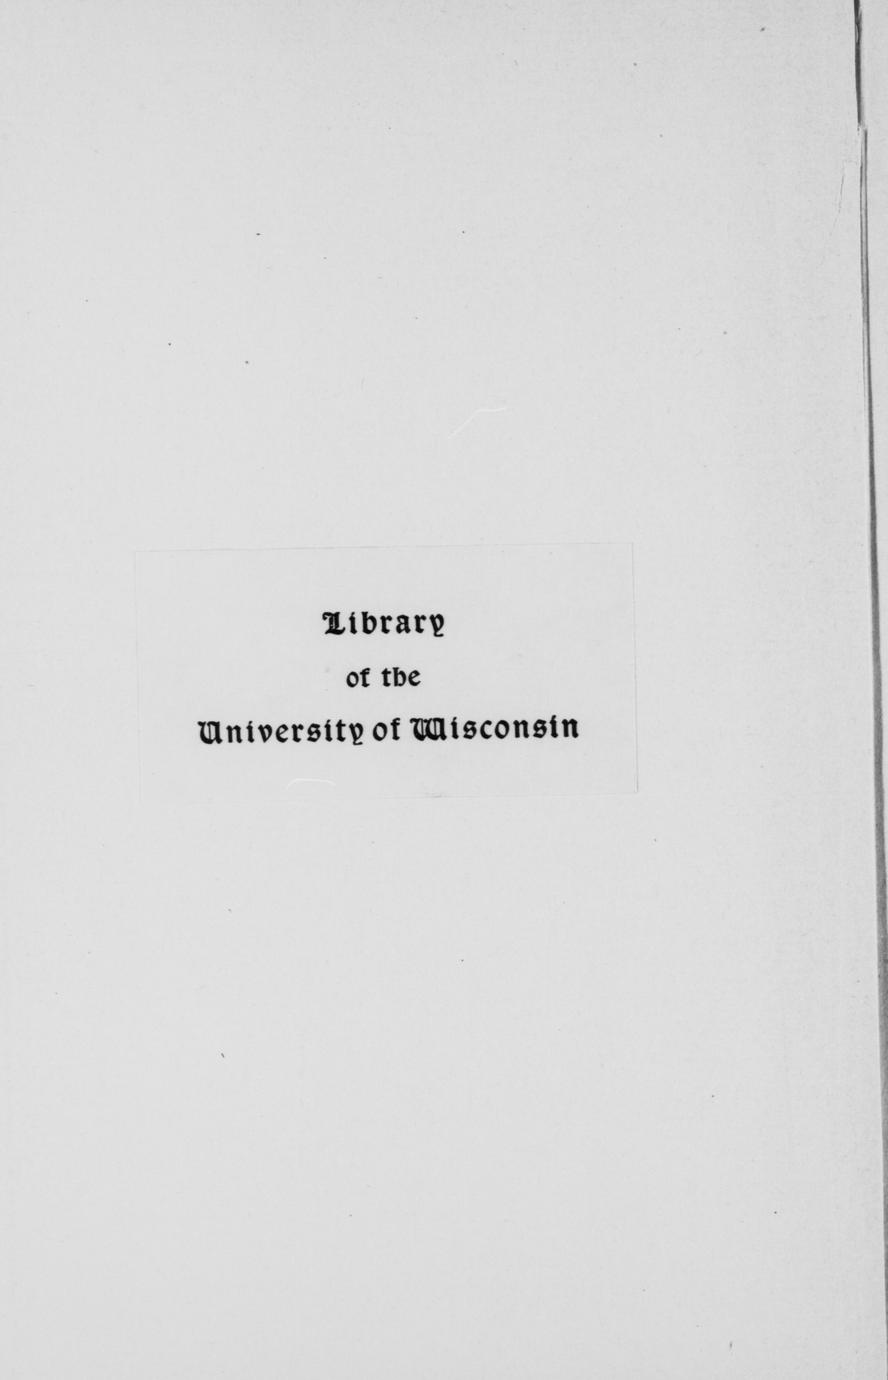 Library
of the
University of Wisconsin